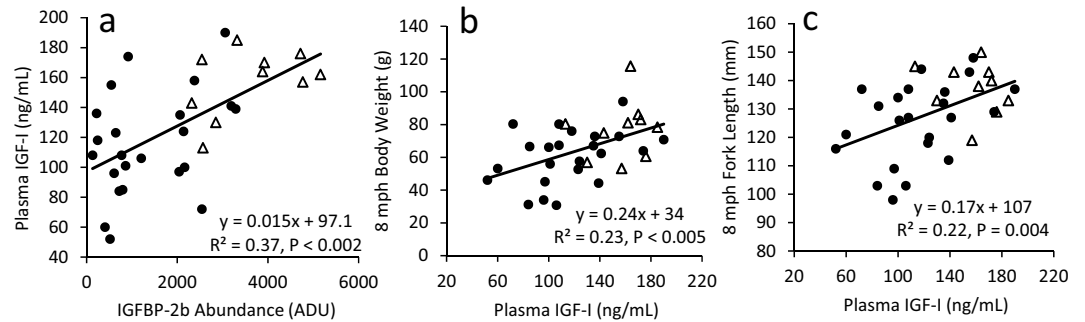 a
200
180
160
140
120
100
80
60
40
Plasma IGF-I (ng/mL)
y = 0.015x + 97.1
R² = 0.37, P < 0.002
0 2000 4000 6000
IGFBP-2b Abundance (ADU)
b
140
120
100
80
60
40
20
0
8 mph Body Weight (g)
y = 0.24x + 34
R² = 0.23, P < 0.005
20 60 100 140 180 220
Plasma IGF-I (ng/mL)
c
160
150
140
130
120
110
100
90
80
8 mph Fork Length (mm)
y = 0.17x + 107
R² = 0.22, P = 0.004
20 60 100 140 180 220
Plasma IGF-I (ng/mL)